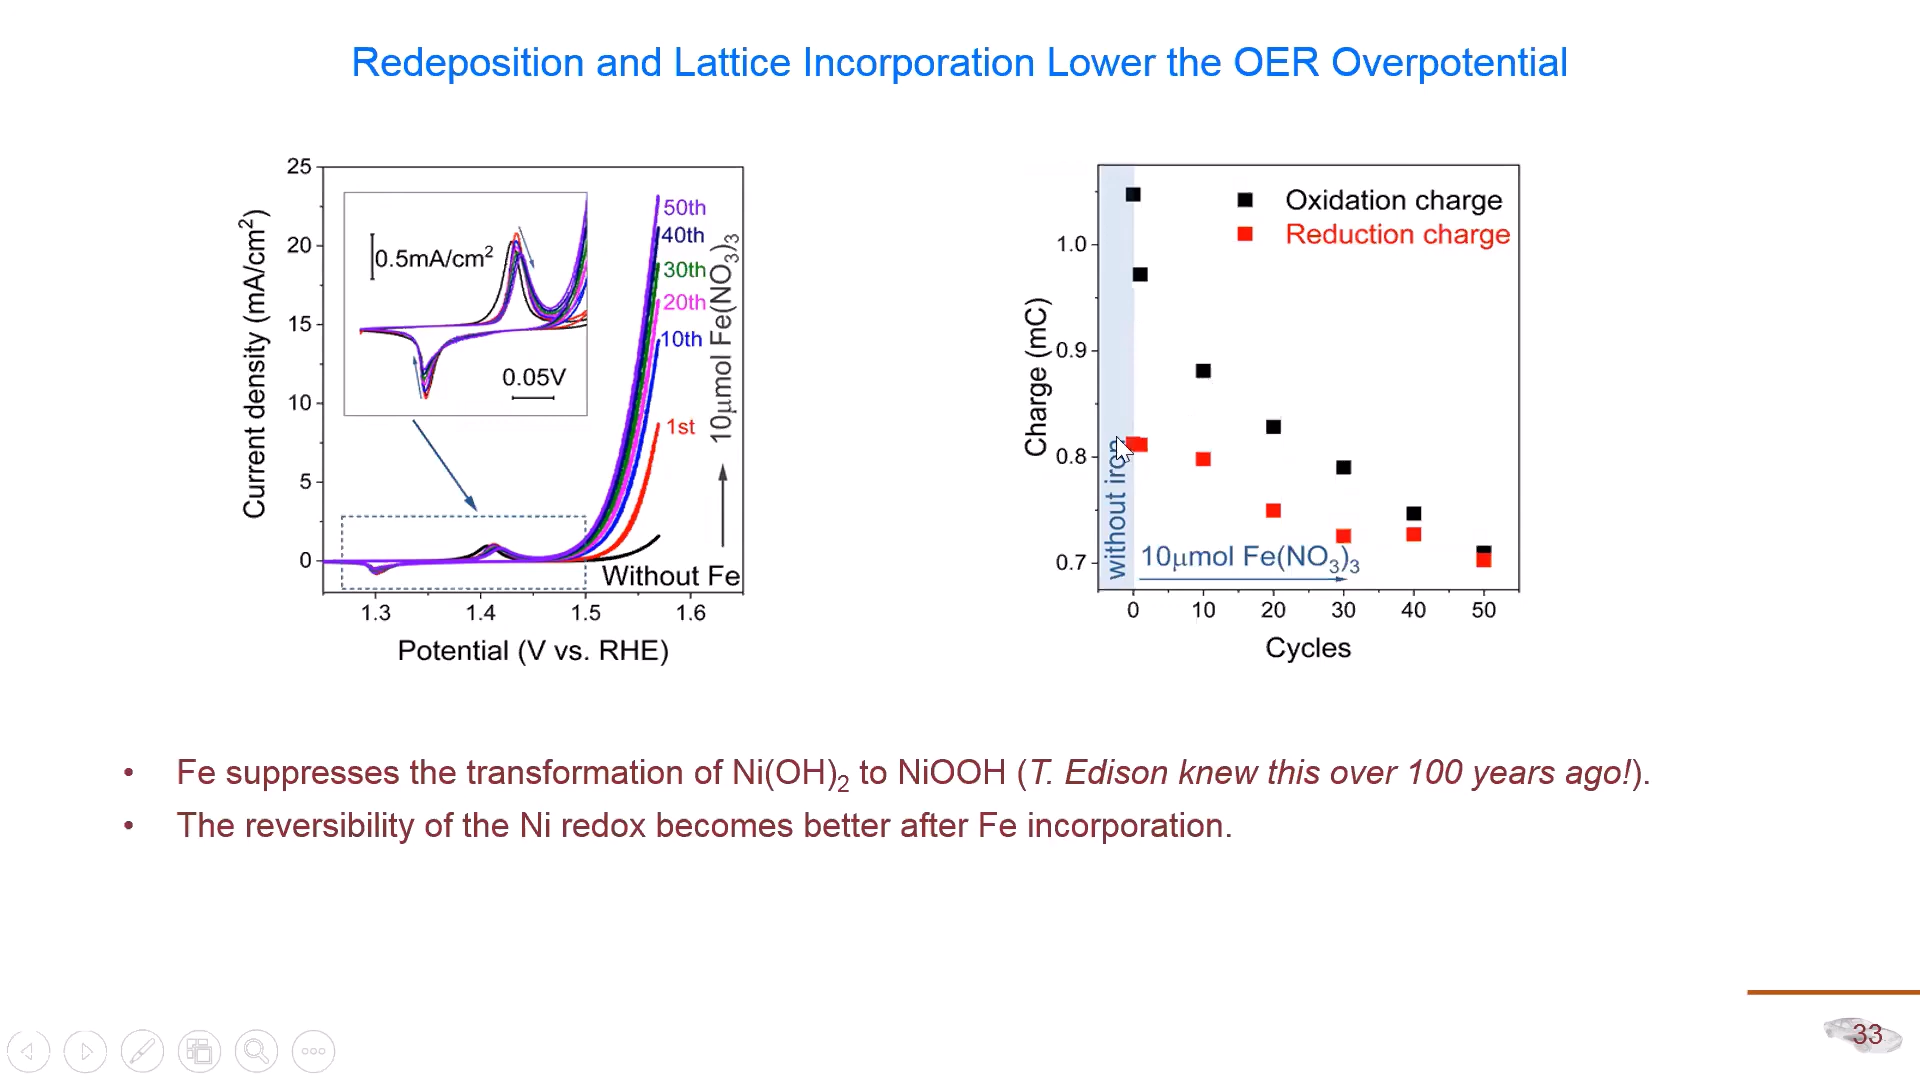 Redeposition and Lattice Incorporation Lower the OER Overpotential
25
20
15
10
5
0
Current density (mA/cm²)
0.5mA/cm²
0.05V
50th
40th
30th
20th
10th
1st
10μmol Fe(NO₃)₃
Without Fe
1.3
1.4
1.5
1.6
Potential (V vs. RHE)
Oxidation charge
Reduction charge
1.0
0.9
0.8
0.7
Charge (mC)
without iron
10μmol Fe(NO₃)₃
0
10
20
30
40
50
Cycles
• Fe suppresses the transformation of Ni(OH)₂ to NiOOH (T. Edison knew this over 100 years ago!).
• The reversibility of the Ni redox becomes better after Fe incorporation.
33